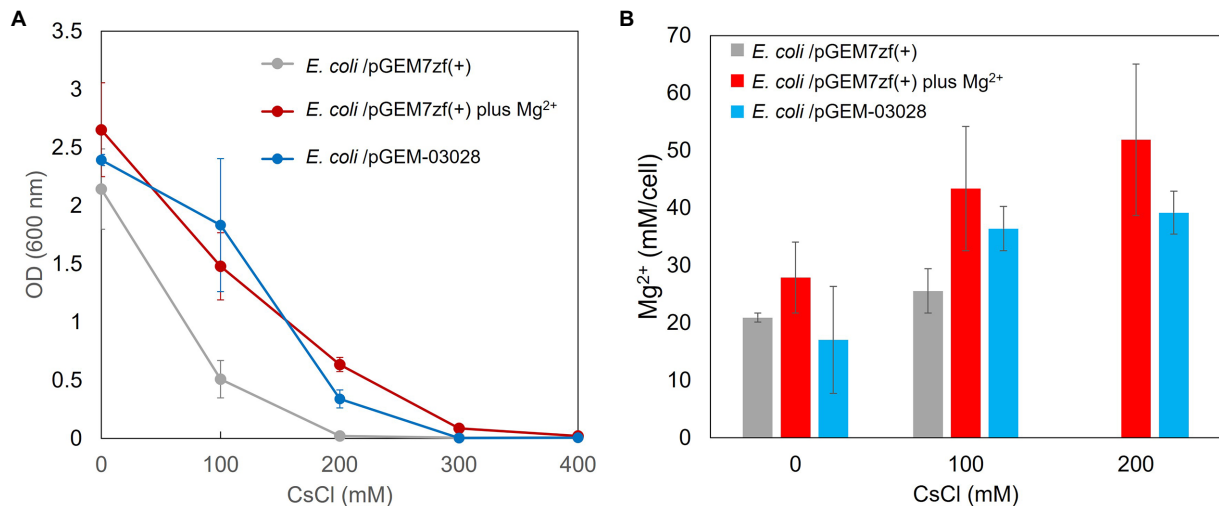 A
3.5
3
2.5
2
1.5
1
0.5
0
OD (600 nm)
0 100 200 300 400
CsCl (mM)
E. coli /pGEM7zf(+)
E. coli /pGEM7zf(+) plus Mg²⁺
E. coli /pGEM-03028
B
70
60
50
40
30
20
10
0
Mg²⁺ (mM/cell)
0 100 200
CsCl (mM)
E. coli /pGEM7zf(+)
E. coli /pGEM7zf(+) plus Mg²⁺
E. coli /pGEM-03028